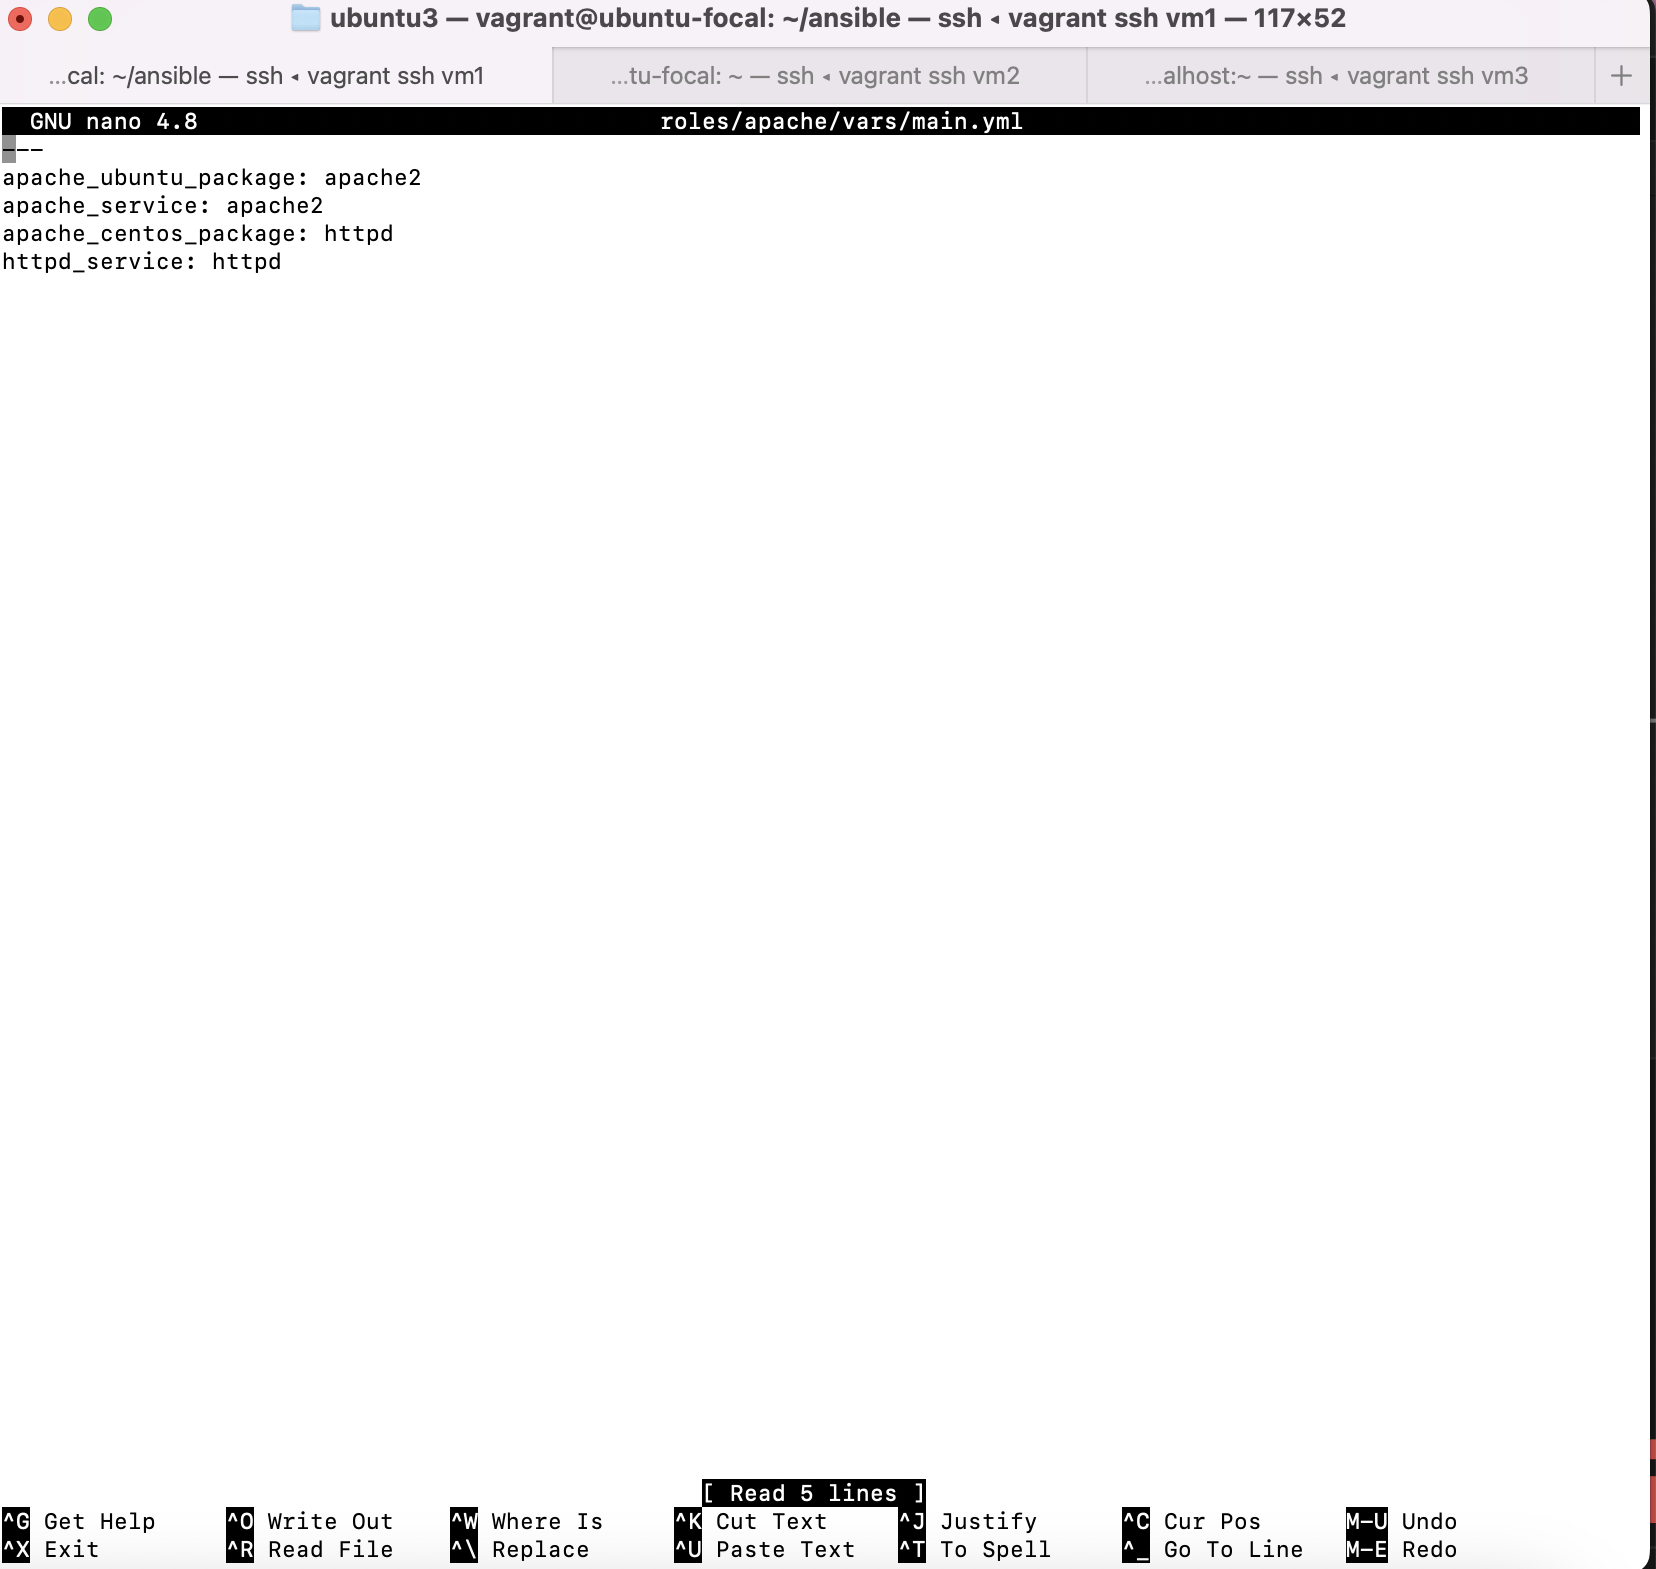 ubuntu3 — vagrant@ubuntu-focal: ~/ansible — ssh ◂ vagrant ssh vm1 — 117×52
...cal: ~/ansible — ssh ◂ vagrant ssh vm1
...tu-focal: ~ — ssh ◂ vagrant ssh vm2
...alhost:~ — ssh ◂ vagrant ssh vm3
+
GNU nano 4.8 roles/apache/vars/main.yml
---
apache_ubuntu_package: apache2
apache_service: apache2
apache_centos_package: httpd
httpd_service: httpd
[ Read 5 lines ]
^G Get Help ^O Write Out ^W Where Is ^K Cut Text ^J Justify ^C Cur Pos M-U Undo
^X Exit ^R Read File ^\ Replace ^U Paste Text ^T To Spell ^_ Go To Line M-E Redo